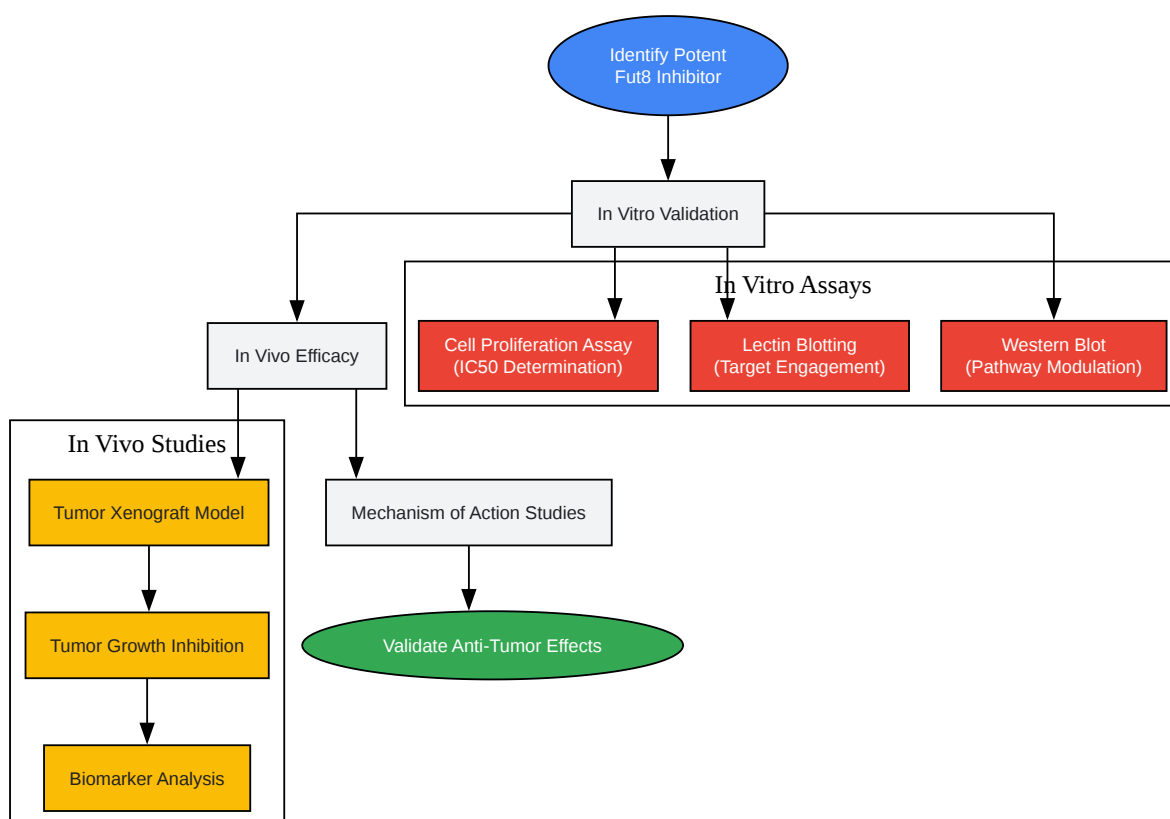 Identify Potent
Fut8 Inhibitor
In Vitro Validation
In Vitro Assays
Cell Proliferation Assay
(IC50 Determination)
Lectin Blotting
(Target Engagement)
Western Blot
(Pathway Modulation)
In Vivo Efficacy
In Vivo Studies
Tumor Xenograft Model
Mechanism of Action Studies
Tumor Growth Inhibition
Validate Anti-Tumor Effects
Biomarker Analysis